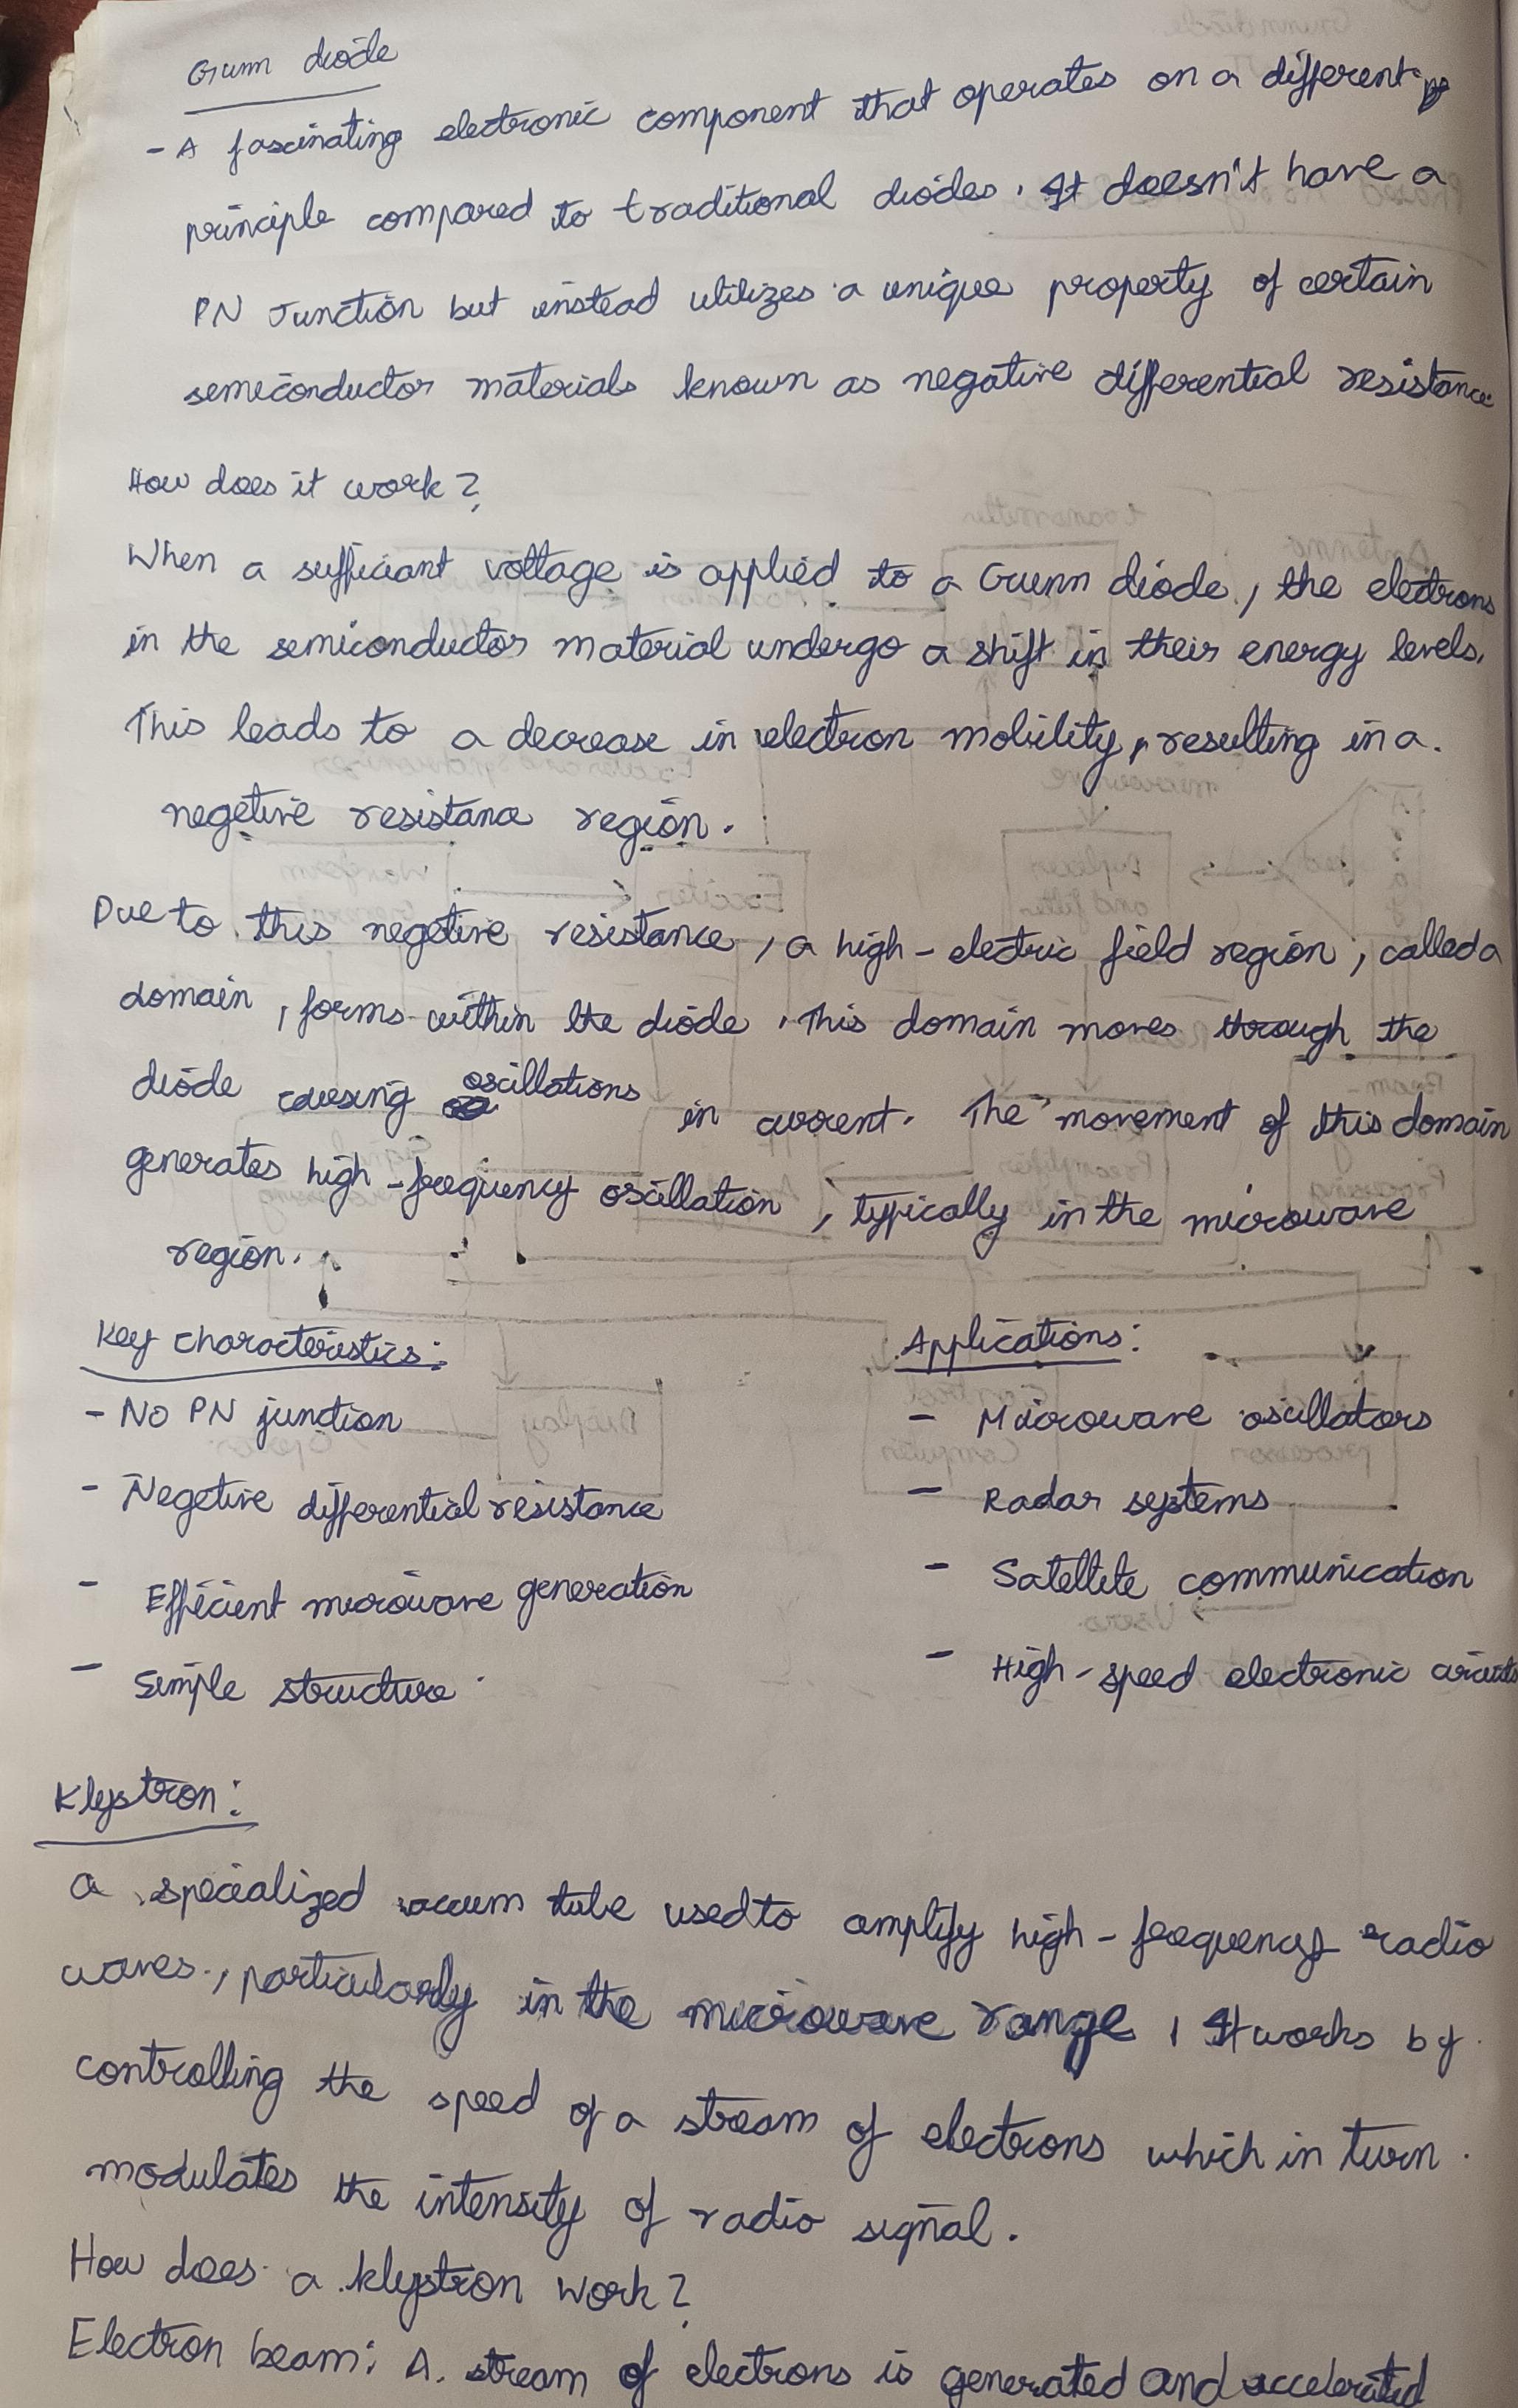 Gunn diode
- A fascinating electronic component that operates on a different
principle compared to traditional diodes. It doesn't have a
PN Junction but instead utilizes a unique property of certain
semiconductor materials known as negative differential resistance
How does it work?
When a sufficiant voltage is applied to a Gunn diode, the electrons
in the semiconductor material undergo a shift in their energy levels.
This leads to a decrease in electron mobility, resulting in a.
negetive resistance region.
Due to this negetive resistance, a high-electric field region, called a
domain, forms within the diode. This domain moves through the
diode causing oscillations in current. The movement of this domain
generates high-frequency oscillation, typically in the microwave
region.
Key characteristics:
- No PN junction
- Negetive differential resistance
- Efficient microwave generation
- Simple structure
Applications:
- Microwave oscillators
- Radar systems
- Satellite communication
- High-speed electronic circuits
Klystron:
A specialized vaccum tube used to amplify high-frequency radio
waves, particularly in the microwave range, It works by
controlling the speed of a stream of electrons which in turn
modulates the intensity of radio signal.
How does a klystron work?
Electron beam: A stream of electrons is generated and accelerated